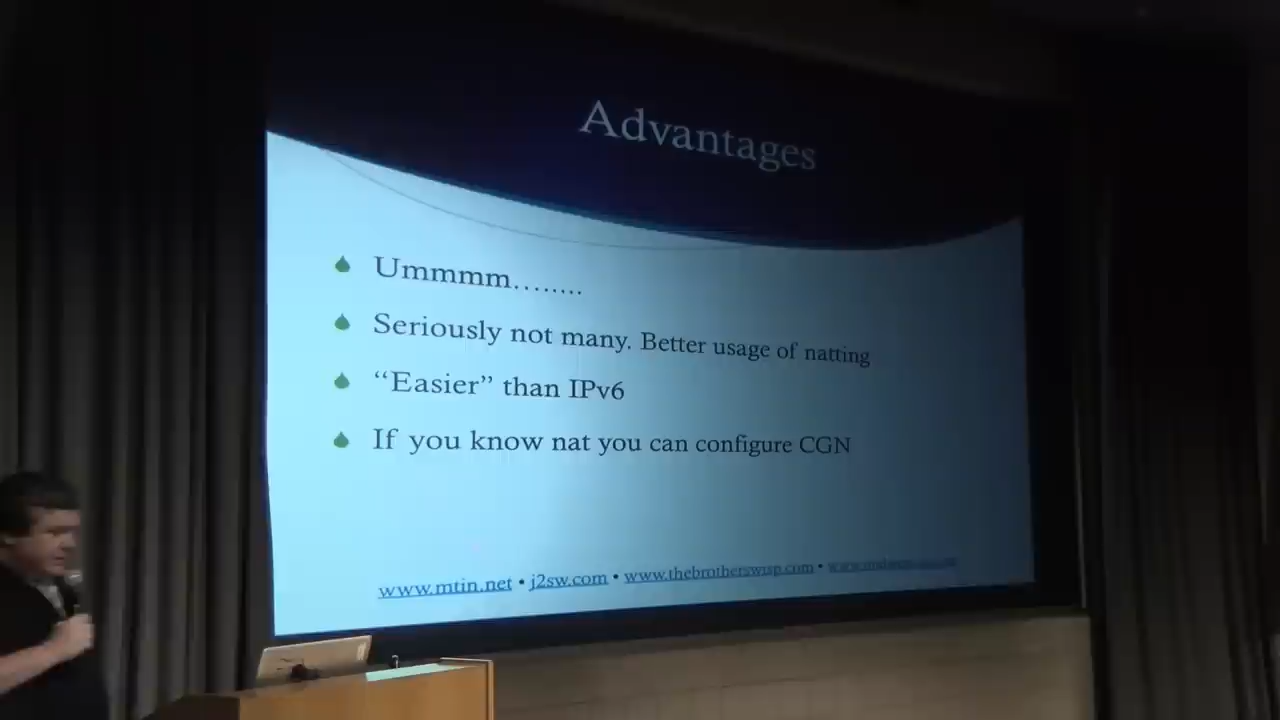 Advantages
Ummmm........
Seriously not many. Better usage of natting
“Easier” than IPv6
If you know nat you can configure CGN
www.mtin.net • j2sw.com • www.thebrotherswisp.com •